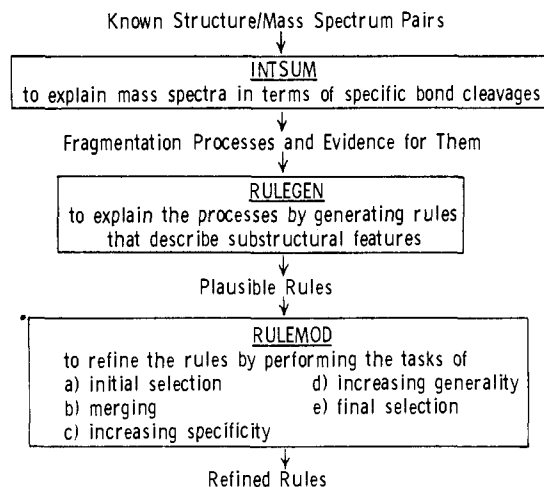 Known Structure/Mass Spectrum Pairs
INTSUM
to explain mass spectra in terms of specific bond cleavages
Fragmentation Processes and Evidence for Them
RULEGEN
to explain the processes by generating rules
that describe substructural features
Plausible Rules
RULEMOD
to refine the rules by performing the tasks of
a) initial selection
b) merging
c) increasing specificity
d) increasing generality
e) final selection
Refined Rules